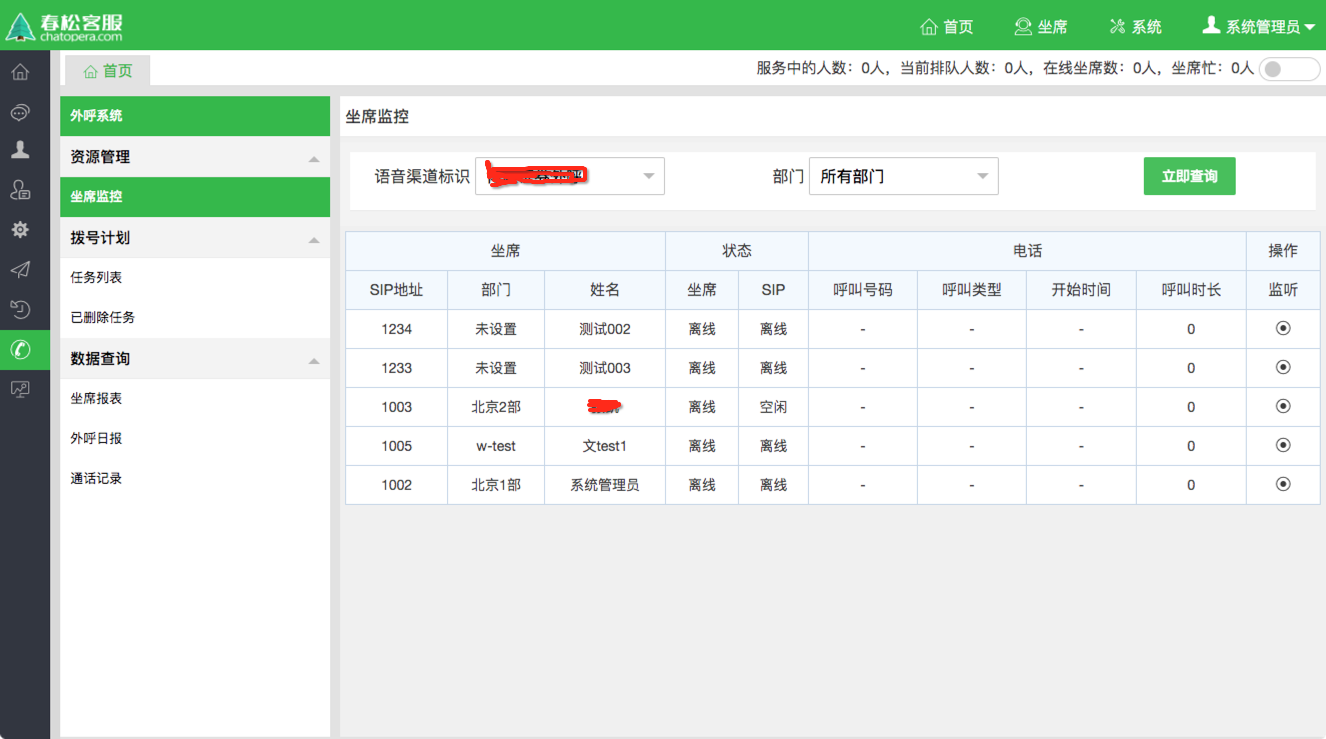 春松客服
chatopera.com
首页 坐席 系统 系统管理员
首页
服务中的人数：0人，当前排队人数：0人，在线坐席数：0人，坐席忙：0人
外呼系统
资源管理
坐席监控
拨号计划
任务列表
已删除任务
数据查询
坐席报表
外呼日报
通话记录
坐席监控
语音渠道标识 部门 所有部门 立即查询
坐席 状态 电话 操作
SIP地址 部门 姓名 坐席 SIP 呼叫号码 呼叫类型 开始时间 呼叫时长 监听
1234 未设置 测试002 离线 离线 - - - 0
1233 未设置 测试003 离线 离线 - - - 0
1003 北京2部 离线 空闲 - - - 0
1005 w-test 文test1 离线 离线 - - - 0
1002 北京1部 系统管理员 离线 离线 - - - 0